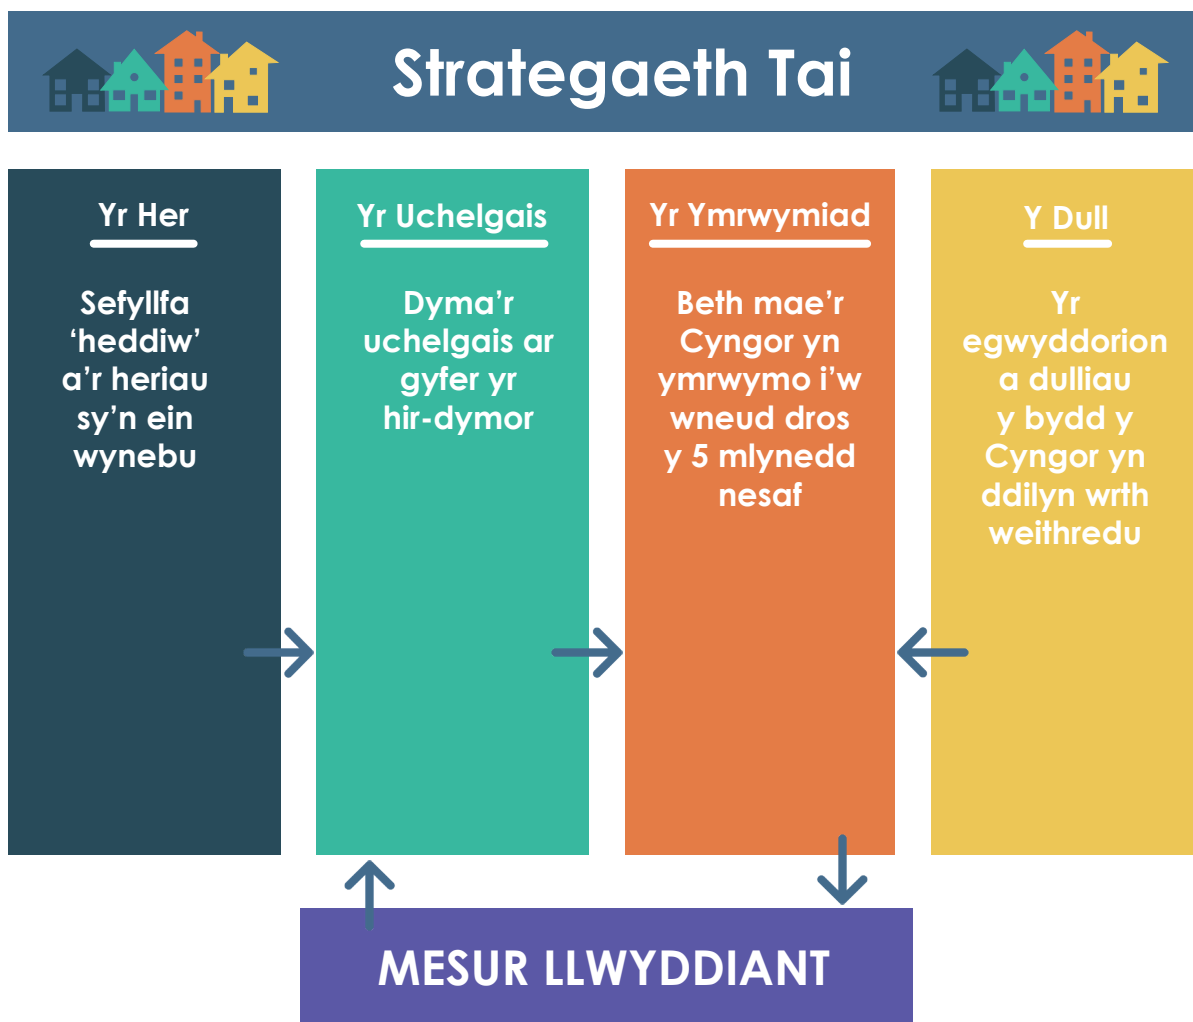 Strategaeth Tai
Yr Her
Sefyllfa
‘heddiw’
a’r heriau
sy’n ein
wynebu
Yr Uchelgais
Dyma’r
uchelgais ar
gyfer yr
hir-dymor
Yr Ymrwymiad
Beth mae’r
Cyngor yn
ymrwymo i’w
wneud dros
y 5 mlynedd
nesaf
Y Dull
Yr
egwyddorion
a dulliau
y bydd y
Cyngor yn
ddilyn wrth
weithredu
MESUR LLWYDDIANT